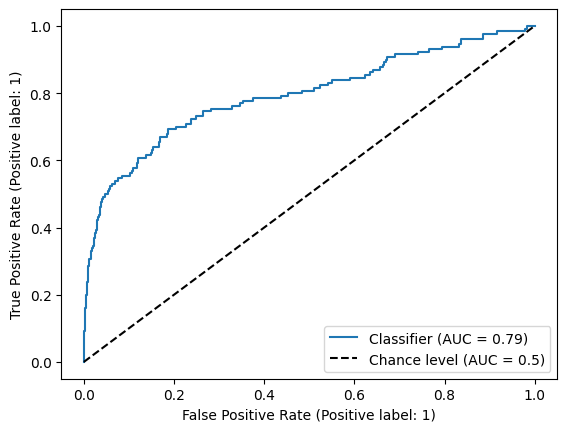 1.0
0.8
0.6
0.4
0.2
0.0
True Positive Rate (Positive label: 1)
Classifier (AUC = 0.79)
Chance level (AUC = 0.5)
0.0 0.2 0.4 0.6 0.8 1.0
False Positive Rate (Positive label: 1)